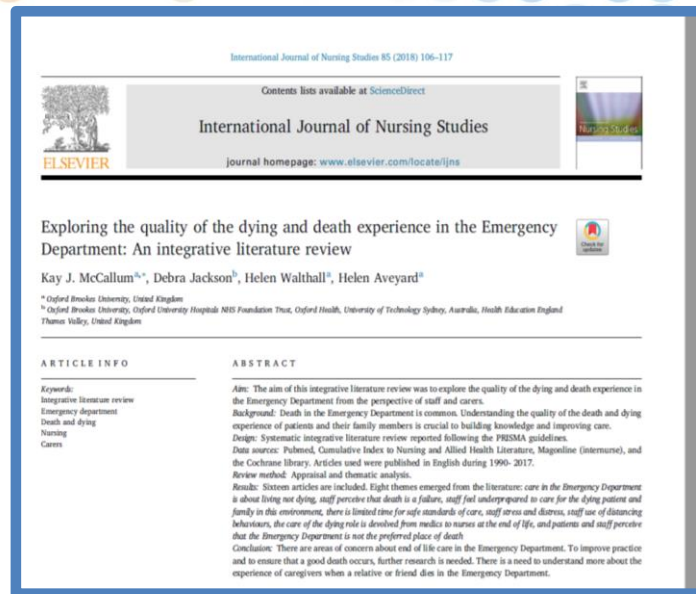 International Journal of Nursing Studies 85 (2018) 106–117
Contents lists available at ScienceDirect
International Journal of Nursing Studies
journal homepage: www.elsevier.com/locate/ijns
ELSEVIER
Nursing Studies
Exploring the quality of the dying and death experience in the Emergency
Department: An integrative literature review
Check for
updates
Kay J. McCallumᵃ,*, Debra Jacksonᵇ, Helen Walthallᵃ, Helen Aveyardᵃ
ᵃ Oxford Brookes University, United Kingdom
ᵇ Oxford Brookes University, Oxford University Hospitals NHS Foundation Trust, Oxford Health, University of Technology Sydney, Australia, Health Education England
Thames Valley, United Kingdom
ARTICLE INFO
Keywords:
Integrative literature review
Emergency department
Death and dying
Nursing
Carers
ABSTRACT
Aim: The aim of this integrative literature review was to explore the quality of the dying and death experience in
the Emergency Department from the perspective of staff and carers.
Background: Death in the Emergency Department is common. Understanding the quality of the death and dying
experience of patients and their family members is crucial to building knowledge and improving care.
Design: Systematic integrative literature review reported following the PRISMA guidelines.
Data sources: Pubmed, Cumulative Index to Nursing and Allied Health Literature, Magonline (internurse), and
the Cochrane library. Articles used were published in English during 1990- 2017.
Review method: Appraisal and thematic analysis.
Results: Sixteen articles are included. Eight themes emerged from the literature: care in the Emergency Department
is about living not dying, staff perceive that death is a failure, staff feel underprepared to care for the dying patient and
family in this environment, there is limited time for safe standards of care, staff stress and distress, staff use of distancing
behaviours, the care of the dying role is devolved from medics to nurses at the end of life, and patients and staff perceive
that the Emergency Department is not the preferred place of death
Conclusion: There are areas of concern about end of life care in the Emergency Department. To improve practice
and to ensure that a good death occurs, further research is needed. There is a need to understand more about the
experience of caregivers when a relative or friend dies in the Emergency Department.